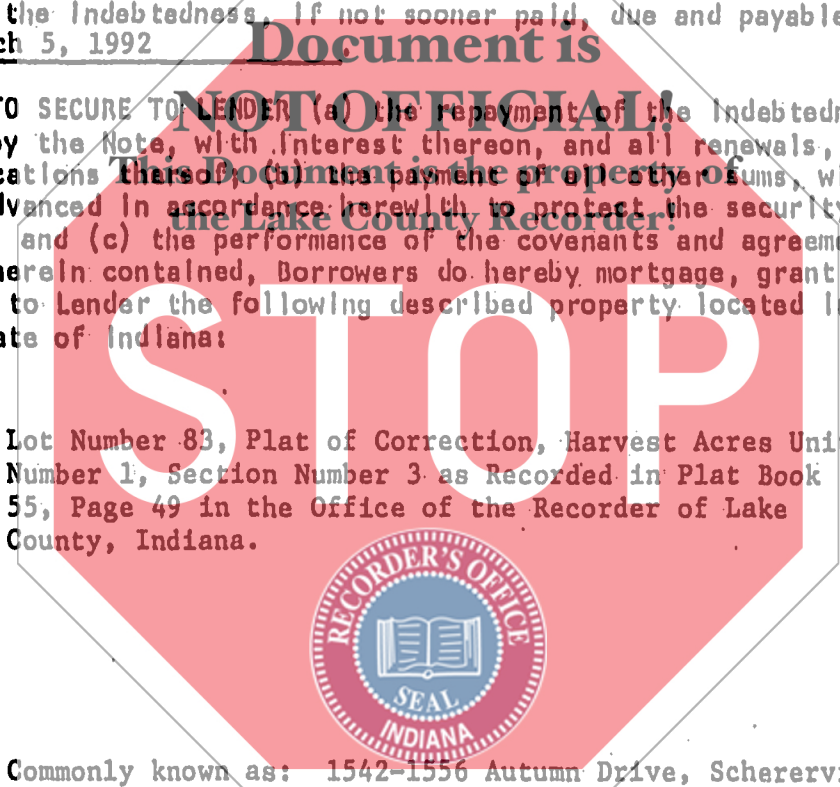 the Indebtedness, if not sooner paid, due and payabl
ch 5, 1992
Document is
NOT OFFICIAL!
This Document is the property of
the Lake County Recorder!
TO SECURE TO LENDER (a) the repayment of the Indebtedn
by the Note, with interest thereon, and all renewals,
cations thereof, (b) the payment of all other sums, w
dvanced in accordance herewith to protect the security
and (c) the performance of the covenants and agreeme
herein contained, Borrowers do hereby mortgage, grant
to Lender the following described property located i
ate of Indiana:
STOP
Lot Number 83, Plat of Correction, Harvest Acres Uni
Number 1, Section Number 3 as Recorded in Plat Book
55, Page 49 in the Office of the Recorder of Lake
County, Indiana.
RECORDER'S OFFICE
SEAL
INDIANA
Commonly known as: 1542-1556 Autumn Drive, Scherervi